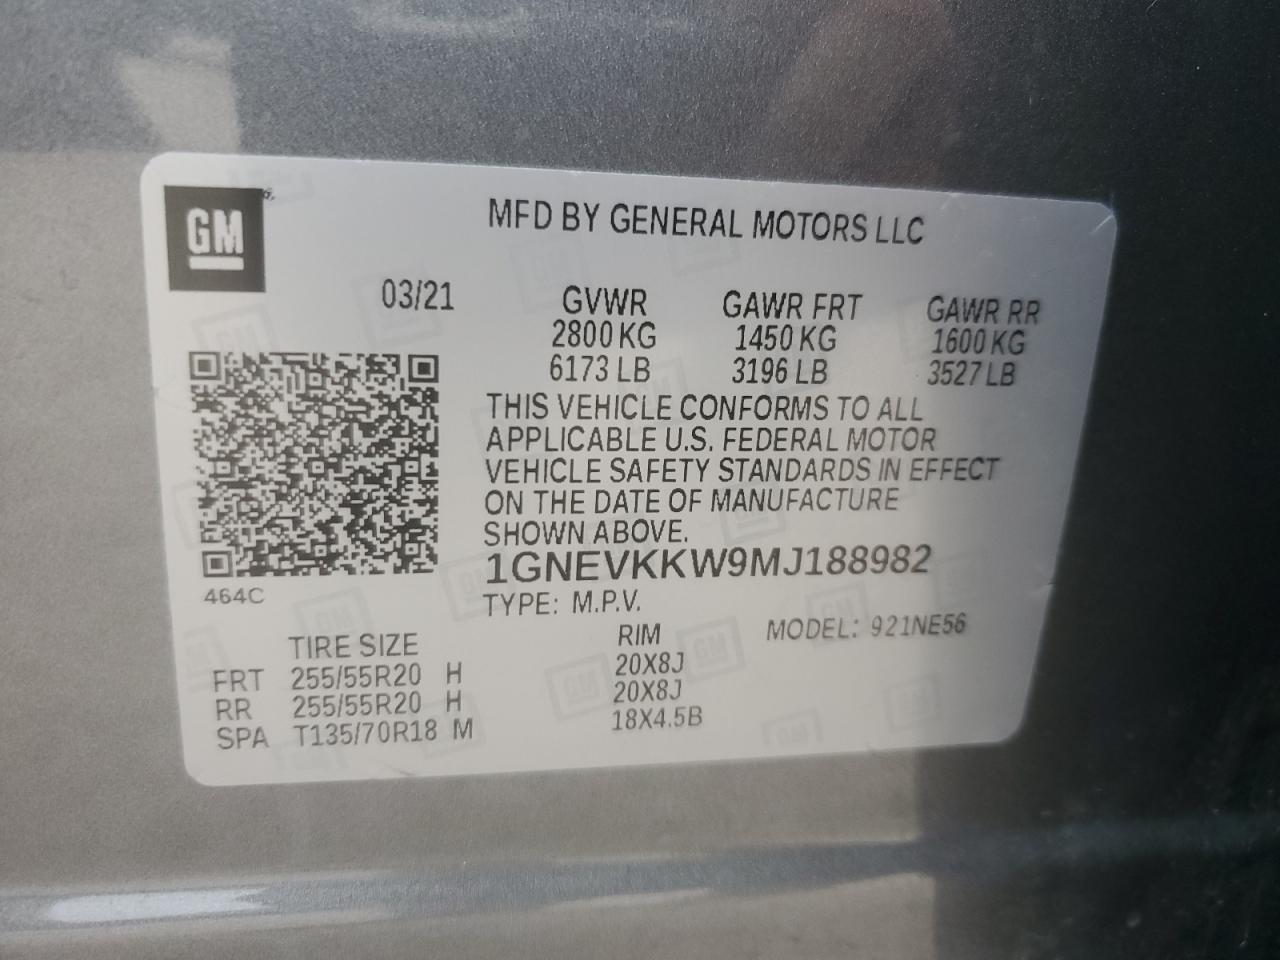 GM
MFD BY GENERAL MOTORS LLC
03/21 GVWR GAWR FRT GAWR RR
2800 KG 1450 KG 1600 KG
6173 LB 3196 LB 3527 LB
THIS VEHICLE CONFORMS TO ALL
APPLICABLE U.S. FEDERAL MOTOR
VEHICLE SAFETY STANDARDS IN EFFECT
ON THE DATE OF MANUFACTURE
SHOWN ABOVE.
1GNEVKKW9MJ188982
464C
TYPE: M.P.V.
TIRE SIZE RIM MODEL: 921NE56
FRT 255/55R20 H 20X8J
RR 255/55R20 H 20X8J
SPA T135/70R18 M 18X4.5B